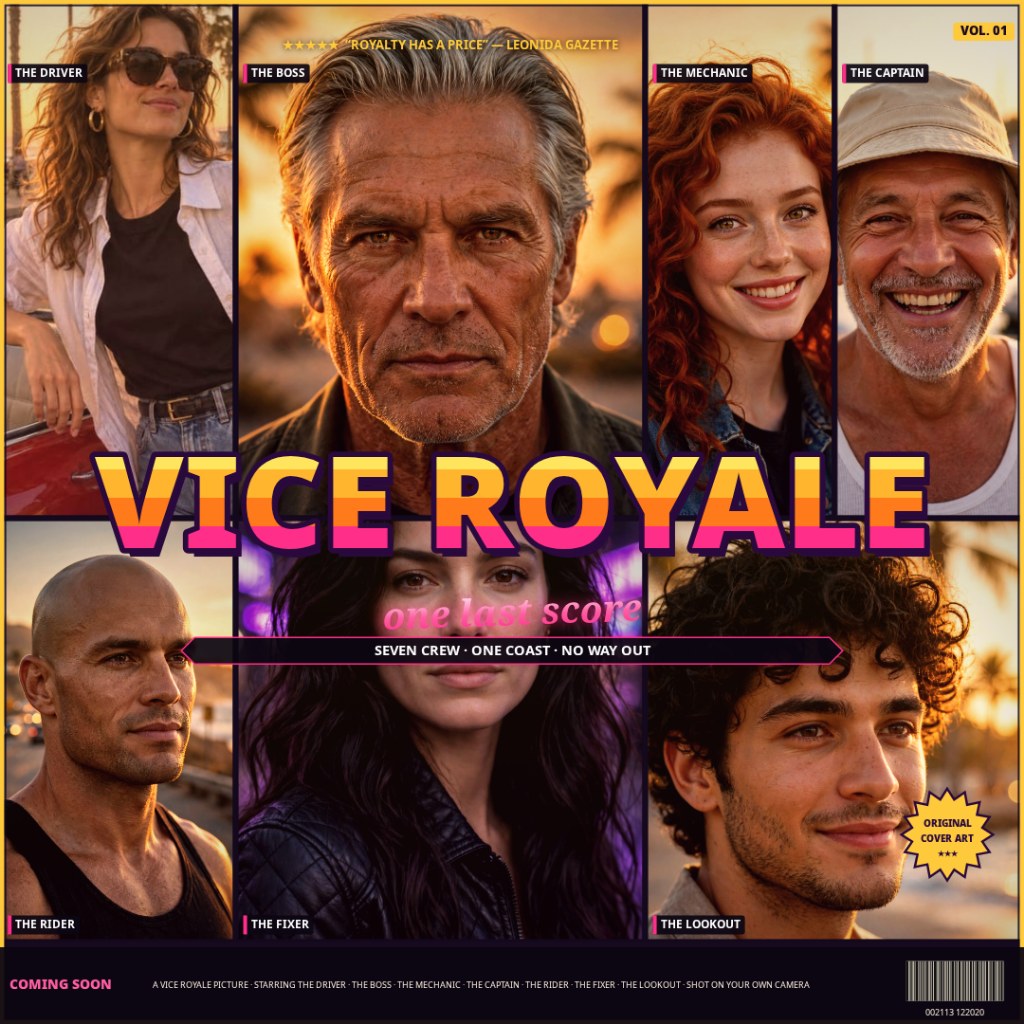 ★★★★★ "ROYALTY HAS A PRICE" — LEONIDA GAZETTE
VOL. 01
THE DRIVER
THE BOSS
THE MECHANIC
THE CAPTAIN
VICE ROYALE
one last score
SEVEN CREW · ONE COAST · NO WAY OUT
ORIGINAL
COVER ART
★★★
THE RIDER
THE FIXER
THE LOOKOUT
COMING SOON
A VICE ROYALE PICTURE · STARRING THE DRIVER · THE BOSS · THE MECHANIC · THE CAPTAIN · THE RIDER · THE FIXER · THE LOOKOUT · SHOT ON YOUR OWN CAMERA
002113 122020